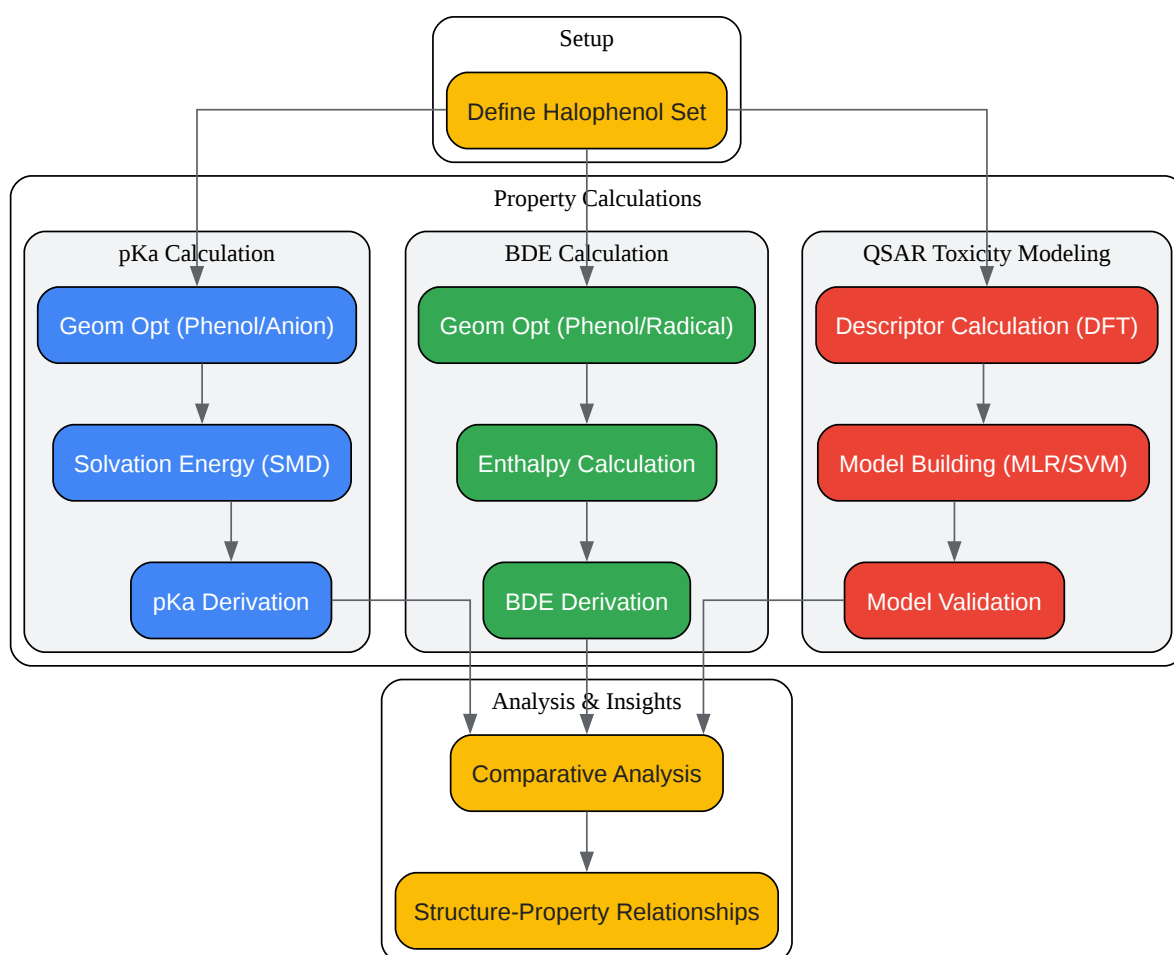 Setup
Define Halophenol Set
Property Calculations
pKa Calculation
BDE Calculation
QSAR Toxicity Modeling
Geom Opt (Phenol/Anion)
Geom Opt (Phenol/Radical)
Descriptor Calculation (DFT)
Solvation Energy (SMD)
Enthalpy Calculation
Model Building (MLR/SVM)
pKa Derivation
BDE Derivation
Model Validation
Analysis & Insights
Comparative Analysis
Structure-Property Relationships